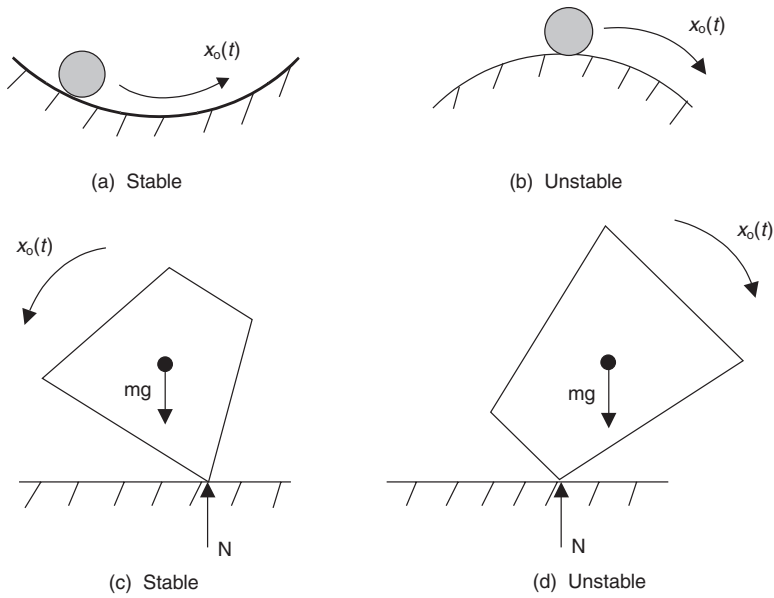 xₒ(t)
xₒ(t)
(a) Stable
(b) Unstable
xₒ(t)
xₒ(t)
mg
mg
N
N
(c) Stable
(d) Unstable